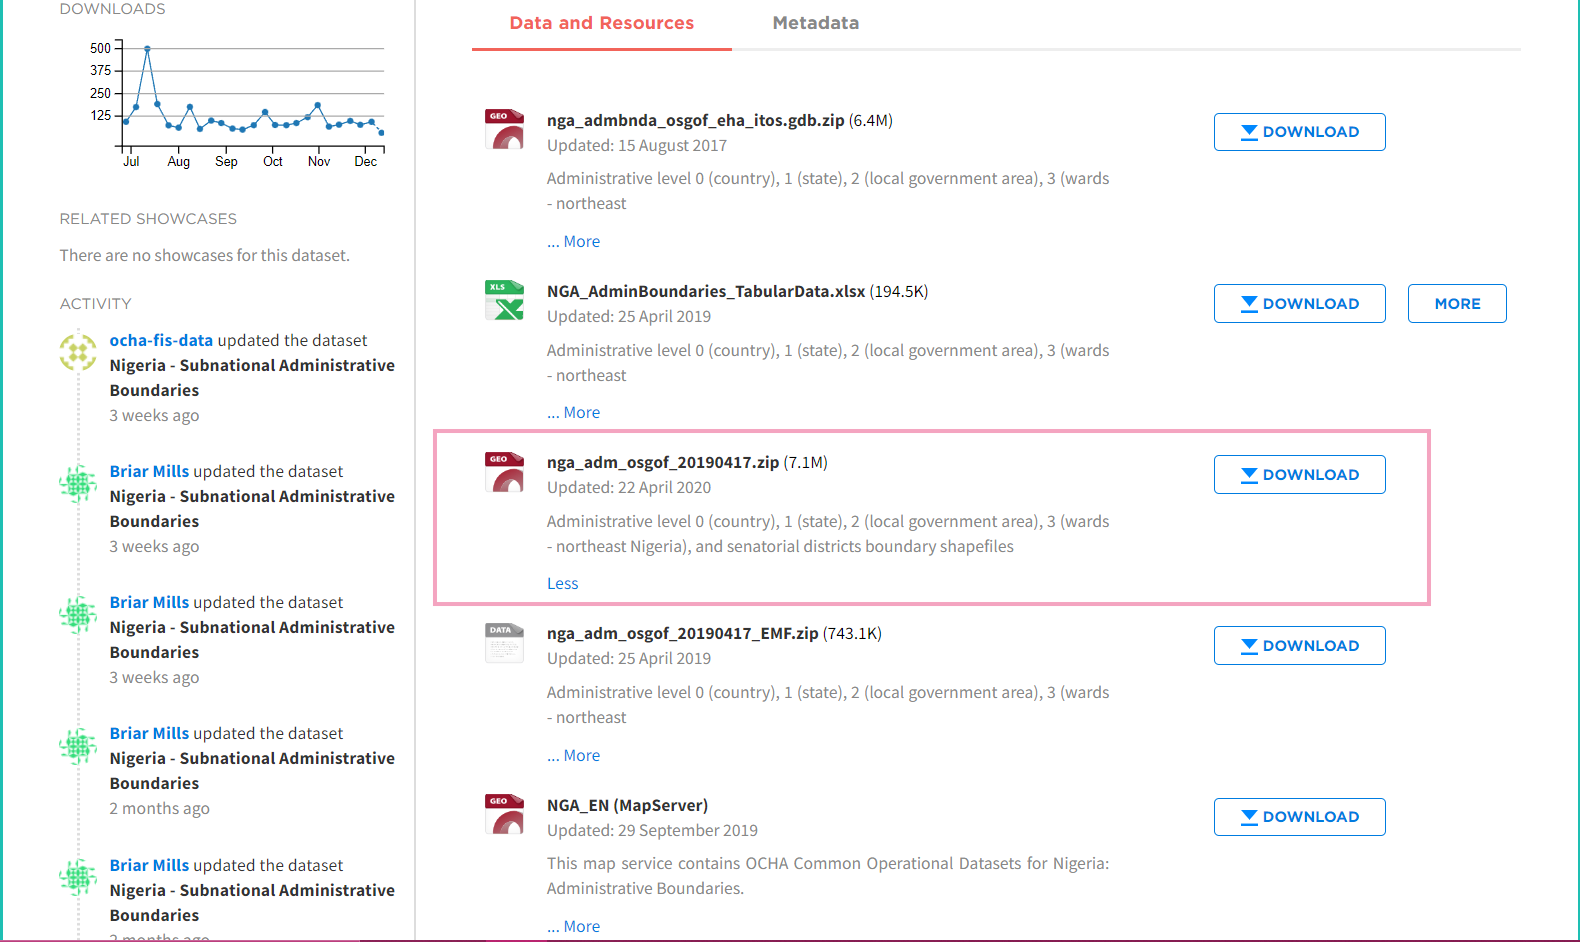 DOWNLOADS
500
375
250
125
Jul Aug Sep Oct Nov Dec
RELATED SHOWCASES
There are no showcases for this dataset.
ACTIVITY
ocha-fis-data updated the dataset
Nigeria - Subnational Administrative
Boundaries
3 weeks ago
Briar Mills updated the dataset
Nigeria - Subnational Administrative
Boundaries
3 weeks ago
Briar Mills updated the dataset
Nigeria - Subnational Administrative
Boundaries
3 weeks ago
Briar Mills updated the dataset
Nigeria - Subnational Administrative
Boundaries
2 months ago
Briar Mills updated the dataset
Nigeria - Subnational Administrative
Boundaries
2 months ago
Data and Resources Metadata
GEO
nga_admbnda_osgof_eha_itos.gdb.zip (6.4M)
Updated: 15 August 2017
Administrative level 0 (country), 1 (state), 2 (local government area), 3 (wards
- northeast
... More
DOWNLOAD
XLS
NGA_AdminBoundaries_TabularData.xlsx (194.5K)
Updated: 25 April 2019
Administrative level 0 (country), 1 (state), 2 (local government area), 3 (wards
- northeast
... More
DOWNLOAD MORE
GEO
nga_adm_osgof_20190417.zip (7.1M)
Updated: 22 April 2020
Administrative level 0 (country), 1 (state), 2 (local government area), 3 (wards
- northeast Nigeria), and senatorial districts boundary shapefiles
Less
DOWNLOAD
DATA
nga_adm_osgof_20190417_EMF.zip (743.1K)
Updated: 25 April 2019
Administrative level 0 (country), 1 (state), 2 (local government area), 3 (wards
- northeast
... More
DOWNLOAD
GEO
NGA_EN (MapServer)
Updated: 29 September 2019
This map service contains OCHA Common Operational Datasets for Nigeria:
Administrative Boundaries.
... More
DOWNLOAD